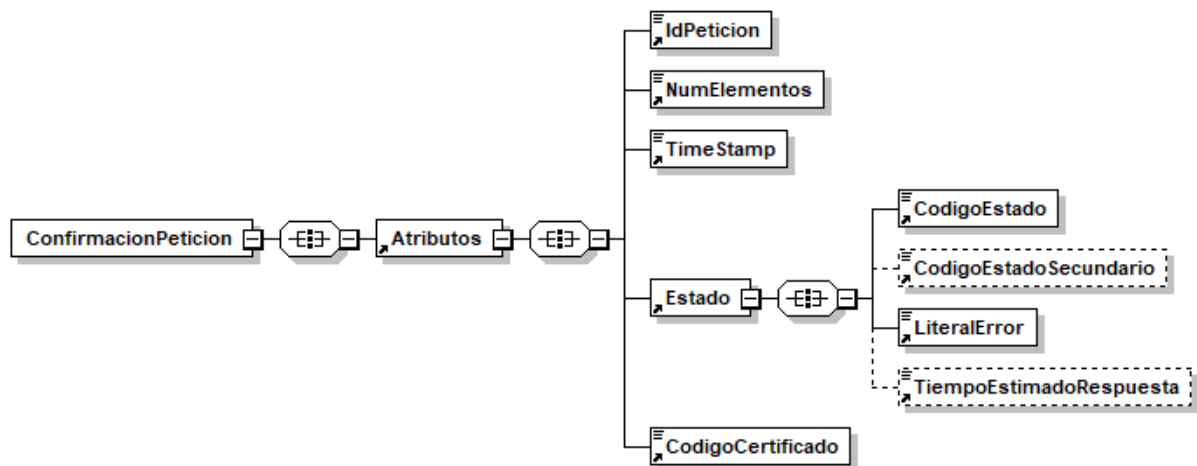 IdPeticion
NumElementos
TimeStamp
ConfirmacionPeticion
Atributos
Estado
CodigoEstado
CodigoEstadoSecundario
LiteralError
TiempoEstimadoRespuesta
CodigoCertificado